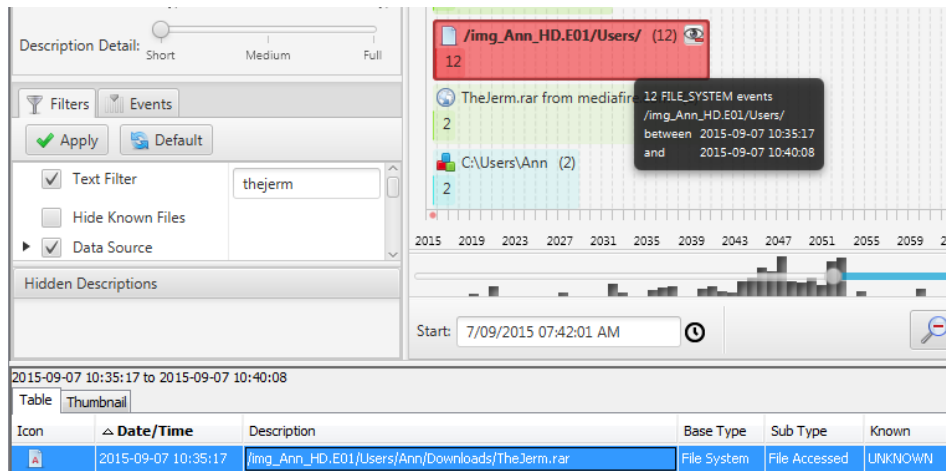 Description Detail:
Short Medium Full
Filters Events
Apply Default
Text Filter thejerm
Hide Known Files
Data Source
Hidden Descriptions
/img_Ann_HD.E01/Users/ (12)
12
TheJerm.rar from mediafire
2
C:\Users\Ann (2)
2
12 FILE_SYSTEM events
/img_Ann_HD.E01/Users/
between 2015-09-07 10:35:17
and 2015-09-07 10:40:08
2015 2019 2023 2027 2031 2035 2039 2043 2047 2051 2055 2059 2
Start: 7/09/2015 07:42:01 AM
2015-09-07 10:35:17 to 2015-09-07 10:40:08
Table Thumbnail
Icon Date/Time Description Base Type Sub Type Known
2015-09-07 10:35:17 /img_Ann_HD.E01/Users/Ann/Downloads/TheJerm.rar File System File Accessed UNKNOWN